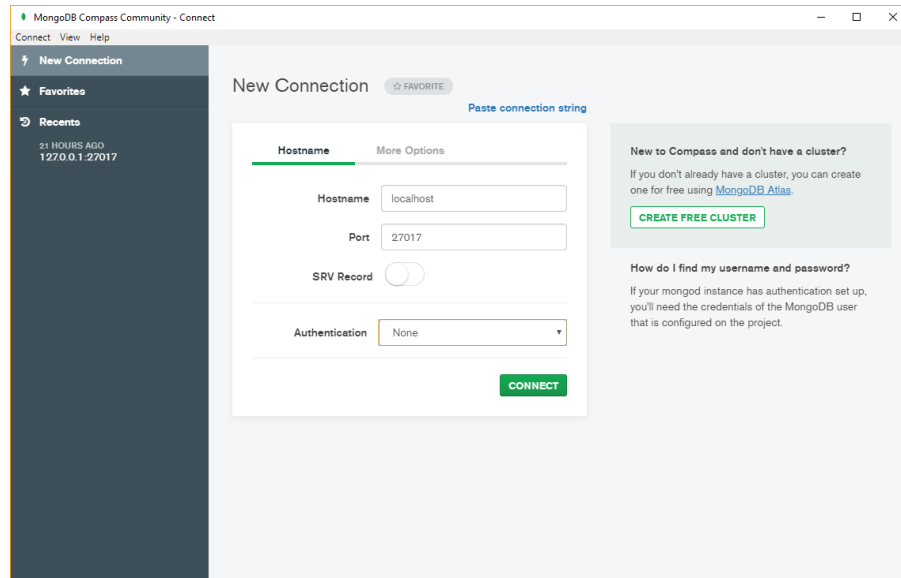 MongoDB Compass Community - Connect
Connect View Help
New Connection
Favorites
Recents
21 HOURS AGO
127.0.0.1:27017
New Connection
FAVORITE
Paste connection string
Hostname
More Options
Hostname
localhost
Port
27017
SRV Record
Authentication
None
CONNECT
New to Compass and don't have a cluster?
If you don't already have a cluster, you can create
one for free using MongoDB Atlas.
CREATE FREE CLUSTER
How do I find my username and password?
If your mongod instance has authentication set up,
you'll need the credentials of the MongoDB user
that is configured on the project.